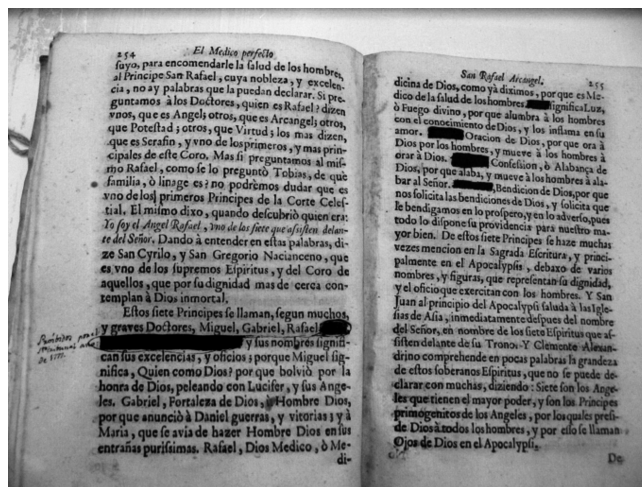 254 El Medico perfecto
suyo, para encomendarle la salud de los hombres,
al Principe San Rafael, cuya nobleza, y excelen-
cia, no ay palabras que la puedan declarar. Si pre-
guntamos à los Doctores, quien es Rafael? dizen
vnos, que es Angel; otros, que es Arcangel; otros,
que Potestad; otros, que Virtud; los mas dizen,
que es Serafin, y vno de los primeros, y mas prin-
cipales de este Coro. Mas si preguntamos al mis-
mo Rafael, como se lo preguntò Tobias, de què
familia, ò linage es? no podrèmos dudar que es
vno de los primeros Principes de la Corte Celes-
tial. El mismo dixo, quando descubriò quien era:
Yo soy el Angel Rafael, vno de los siete que assisten delan-
te del Señor. Dando à entender en estas palabras, di-
ze San Cyrilo, y San Gregorio Nacianceno, que
es vno de los supremos Espiritus, y del Coro de
aquellos, que por su dignidad mas de cerca con-
templan à Dios inmortal.
Estos siete Principes se llaman, segun muchos,
y graves Doctores, Miguel, Gabriel, Rafael
y sus nombres signifi-
can sus excelencias, y oficios; porque Miguel sig-
nifica, Quien como Dios? por que bolviò por la
honra de Dios, peleando con Lucifer, y sus Ange-
les. Gabriel, Fortaleza de Dios, y Hombre Dios,
por que anunciò à Daniel guerras, y vitorias; y à
Maria, que se avia de hazer Hombre Dios en sus
entrañas purissimas. Rafael, Dios Medico, ò Me-
di-
San Rafael Arcangel. 255
dicina de Dios, como yà diximos, por que es Me-
dico de la salud de los hombres. significa Luz,
ò Fuego divino, por que alumbra à los hombres
con el conocimiento de Dios, y los inflama en su
amor. Oracion de Dios, por que ora à
Dios por los hombres, y mueve à los hombres à
orar à Dios. Confession, ò Alabança de
Dios, por que alaba, y mueve à los hombres à ala-
bar al Señor. Bendicion de Dios, por que
nos solicita las bendiciones de Dios, y solicita que
le bendigamos en lo prospero, y en lo adverso, pues
todo lo dispone su providencia para nuestro ma-
yor bien. De estos siete Principes se haze muchas
vezes mencion en la Sagrada Escritura, y princi-
palmente en el Apocalypsi, debaxo de varios
nombres, y figuras, que representan su dignidad,
y el oficio que exercitan con los hombres. Y San
Juan al principio del Apocalypsi saluda à las Igle-
sias de Asia, inmediatamente despues del nombre
del Señor, en nombre de los siete Espiritus que as-
sisten delante de su Trono. Y Clemente Alexan-
drino comprehende en pocas palabras la grandeza
de estos soberanos Espiritus, que no se puede de-
clarar con muchas, diziendo: Siete son los Ange-
les que tienen el mayor poder, y son los Principes
primogenitos de los Angeles, por los quales presi-
de Dios à todos los hombres, y por esso se llaman
Ojos de Dios en el Apocalypsi.
De